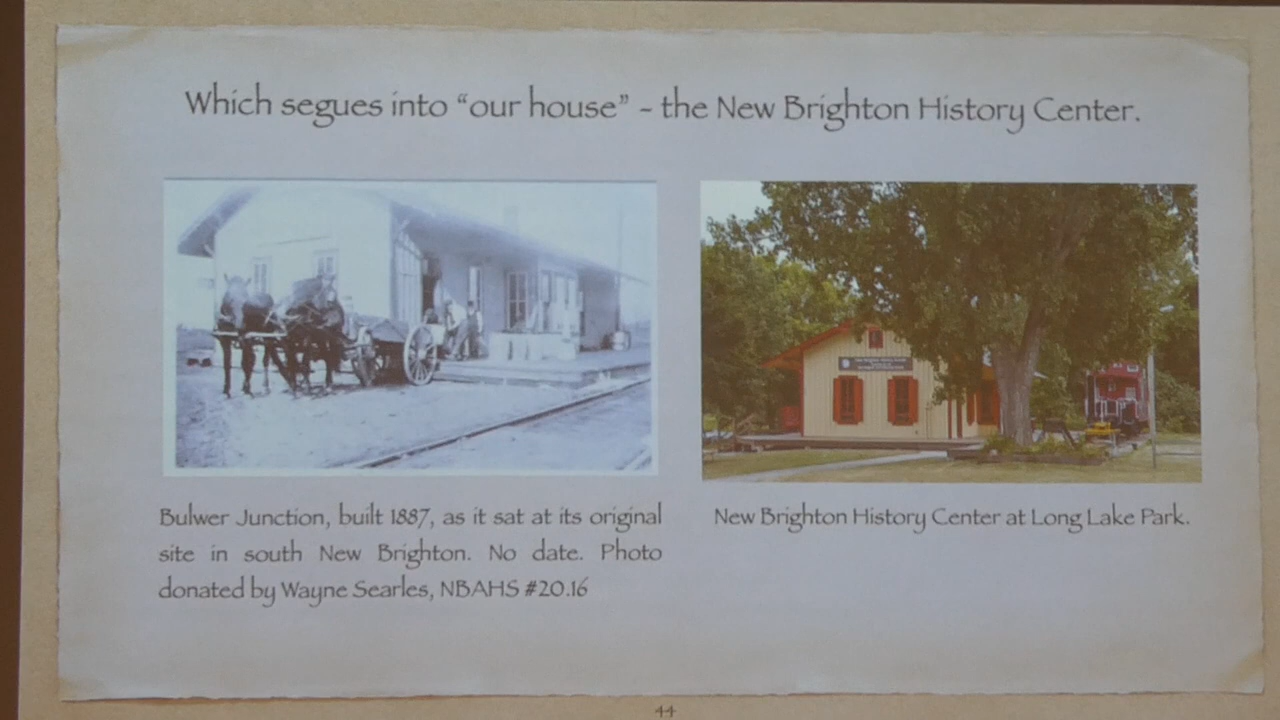 Which segues into “our house” - the New Brighton History Center.
Bulwer Junction, built 1887, as it sat at its original
site in south New Brighton. No date. Photo
donated by Wayne Searles, NBAHS #20.16
New Brighton History Center at Long Lake Park.
44